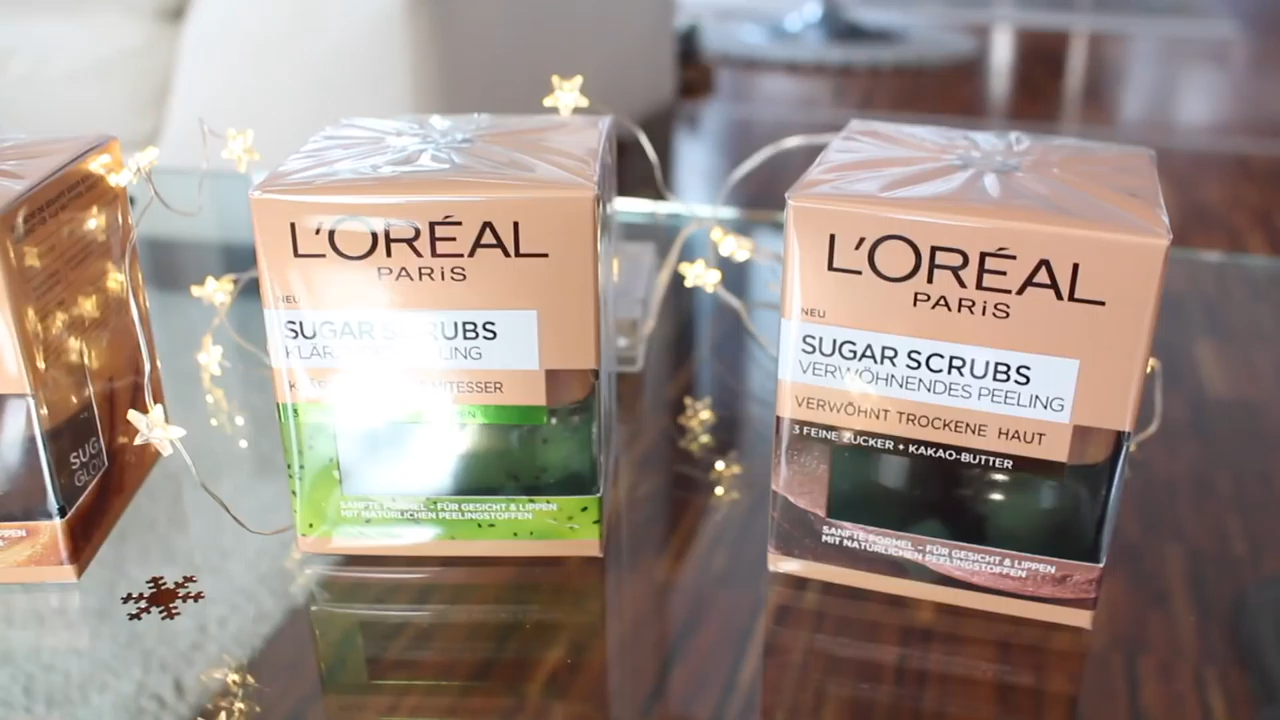 SUG
GLO
L'ORÉAL
PARiS
NEU
SUGAR SCRUBS
SANFTE FORMEL – FÜR GESICHT & LIPPEN
MIT NATÜRLICHEN PEELINGSTOFFEN
L'ORÉAL
PARiS
NEU
SUGAR SCRUBS
VERWÖHNENDES PEELING
VERWÖHNT TROCKENE HAUT
3 FEINE ZUCKER + KAKAO-BUTTER
SANFTE FORMEL – FÜR GESICHT & LIPPEN
MIT NATÜRLICHEN PEELINGSTOFFEN